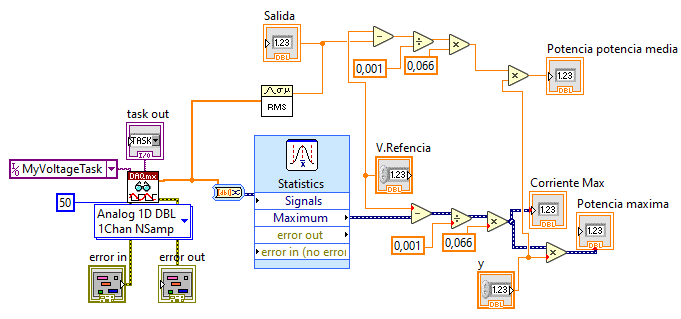 Salida
1.23
DBL
0,001
0,066
Potencia potencia media
1.23
DBL
σμ
RMS
task out
TASK
I/O
V.Refencia
1.23
DBL
I/O MyVoltageTask
DAQmx
50
Analog 1D DBL
1Chan NSamp
Statistics
Signals
Maximum
error out
error in (no error
Corriente Max
1.23
DBL
Potencia maxima
1.23
DBL
0,001
0,066
y
1.23
DBL
error in
error out